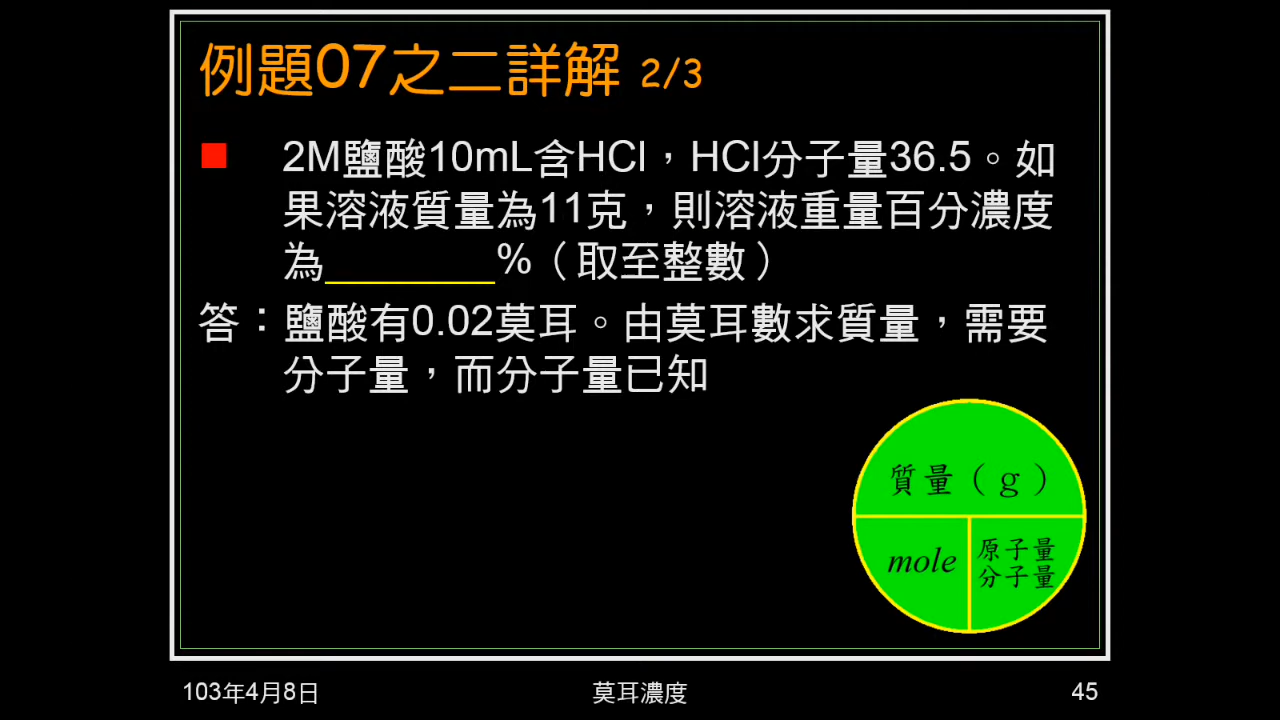 例題07之二詳解 2/3
2M鹽酸10mL含HCl，HCl分子量36.5。如
果溶液質量為11克，則溶液重量百分濃度
為________%（取至整數）
答：鹽酸有0.02莫耳。由莫耳數求質量，需要
分子量，而分子量已知
質量（g）
mole
原子量
分子量
103年4月8日
莫耳濃度
45